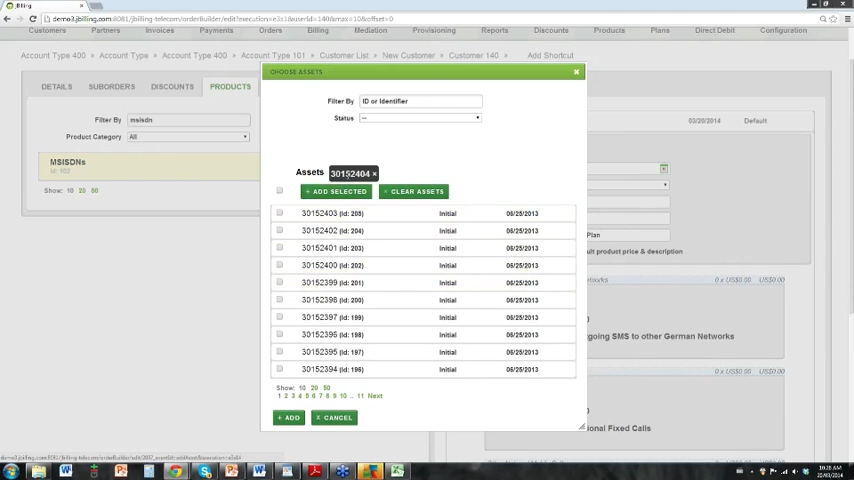 jBilling
demo3.jbilling.com:8081/jbilling-telecom/orderBuilder/edit?execution=e3s1&userId=140&max=10&offset=0
Customers Partners Invoices Payments Orders Billing Mediation Provisioning Reports Discounts Products Plans Direct Debit Configuration
Account Type 400 » Account Type 400 » Account Type 101 » Customer List » New Customer » Customer 140 » Add Shortcut
CHOOSE ASSETS
DETAILS SUBORDERS DISCOUNTS PRODUCTS
Filter By ID or Identifier
Status --
Filter By msisdn
03/20/2014 Default
Product Category All
MSISDNs
Id: 102
Show: 10 20 50
Assets 30152404 ×
+ ADD SELECTED × CLEAR ASSETS
30152403 (Id: 205) Initial 06/25/2013
30152402 (Id: 204) Initial 06/25/2013
30152401 (Id: 203) Initial 06/25/2013
30152400 (Id: 202) Initial 06/25/2013
30152399 (Id: 201) Initial 06/25/2013
30152398 (Id: 200) Initial 06/25/2013
30152397 (Id: 199) Initial 06/25/2013
30152396 (Id: 198) Initial 06/25/2013
30152395 (Id: 197) Initial 06/25/2013
30152394 (Id: 196) Initial 06/25/2013
Show: 10 20 50
1 2 3 4 5 6 7 8 9 10 .. 11 Next
+ ADD × CANCEL
Plan
ult product price & description
0 x US$0.00 US$0.00
going SMS to other German Networks
0 x US$0.00 US$0.00
onal Fixed Calls
10:28 AM
20/03/2014